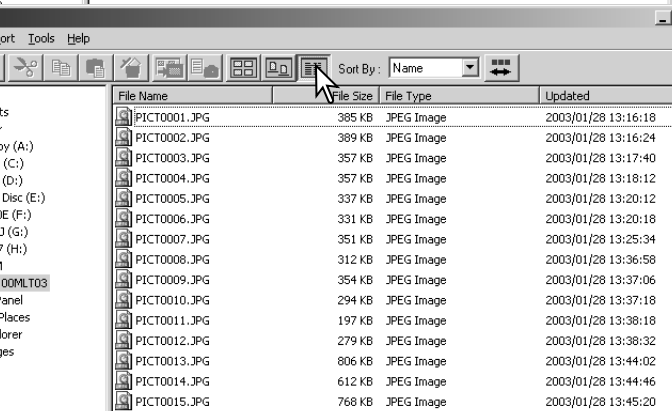 ort Tools Help
Sort By : Name
File Name File Size File Type Updated
PICT0001.JPG 385 KB JPEG Image 2003/01/28 13:16:18
PICT0002.JPG 389 KB JPEG Image 2003/01/28 13:16:24
PICT0003.JPG 357 KB JPEG Image 2003/01/28 13:17:40
PICT0004.JPG 357 KB JPEG Image 2003/01/28 13:18:12
PICT0005.JPG 337 KB JPEG Image 2003/01/28 13:20:12
PICT0006.JPG 331 KB JPEG Image 2003/01/28 13:20:18
PICT0007.JPG 351 KB JPEG Image 2003/01/28 13:25:34
PICT0008.JPG 312 KB JPEG Image 2003/01/28 13:36:58
PICT0009.JPG 354 KB JPEG Image 2003/01/28 13:37:06
PICT0010.JPG 294 KB JPEG Image 2003/01/28 13:37:18
PICT0011.JPG 197 KB JPEG Image 2003/01/28 13:38:18
PICT0012.JPG 279 KB JPEG Image 2003/01/28 13:38:32
PICT0013.JPG 806 KB JPEG Image 2003/01/28 13:44:02
PICT0014.JPG 612 KB JPEG Image 2003/01/28 13:44:46
PICT0015.JPG 768 KB JPEG Image 2003/01/28 13:45:20
ts
py (A:)
(C:)
(D:)
Disc (E:)
DE (F:)
J (G:)
7 (H:)
00MLT03
Panel
Places
lorer
ges